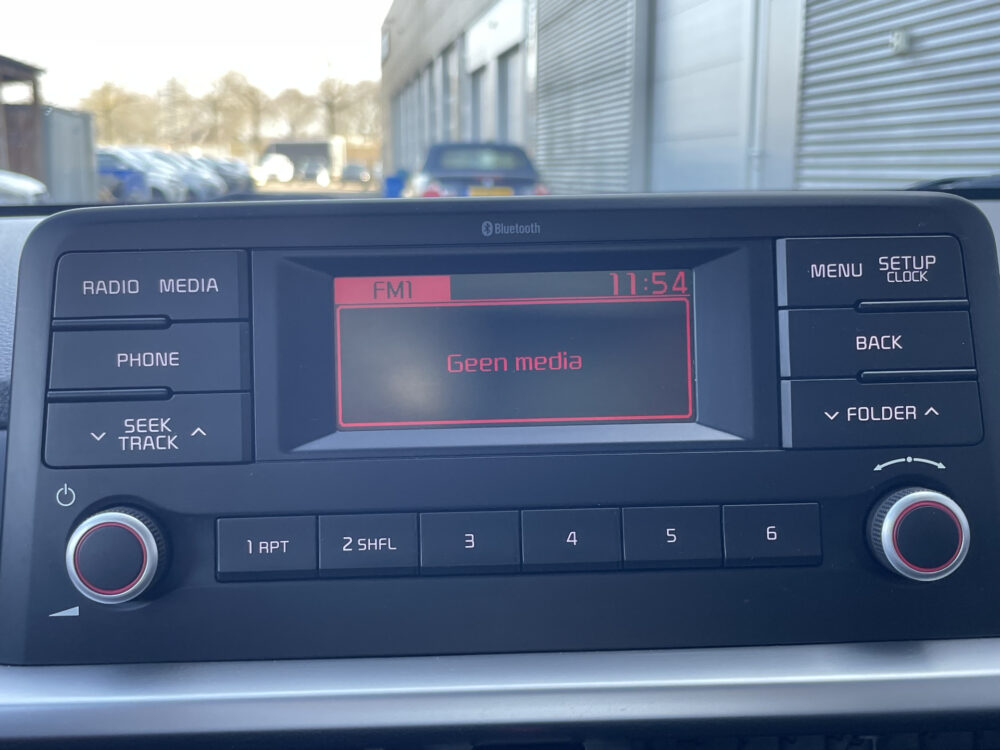 Bluetooth
RADIO MEDIA
PHONE
SEEK
TRACK
FM1 11:54
Geen media
MENU SETUP
CLOCK
BACK
FOLDER
1 RPT 2 SHFL 3 4 5 6